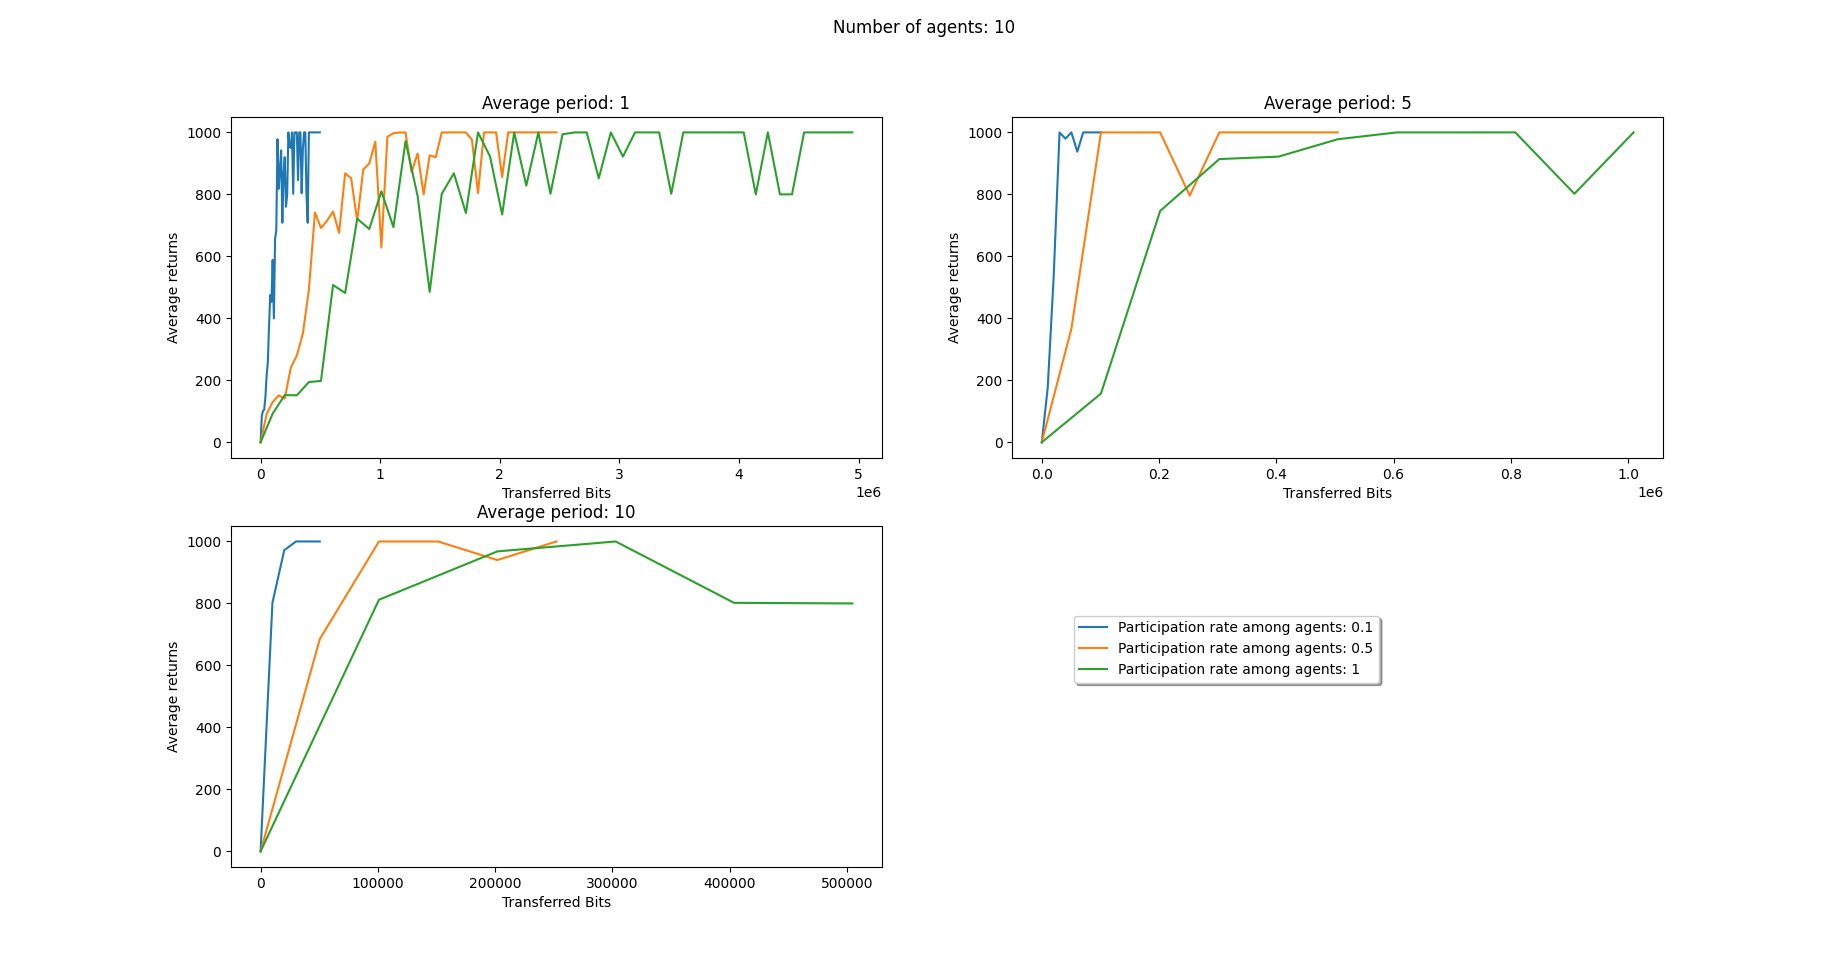 Number of agents: 10
Average period: 1
Average returns
1000
800
600
400
200
0
0 1 2 3 4 5
1e6
Transferred Bits
Average period: 5
Average returns
1000
800
600
400
200
0
0.0 0.2 0.4 0.6 0.8 1.0
1e6
Transferred Bits
Average period: 10
Average returns
1000
800
600
400
200
0
0 100000 200000 300000 400000 500000
Transferred Bits
Participation rate among agents: 0.1
Participation rate among agents: 0.5
Participation rate among agents: 1